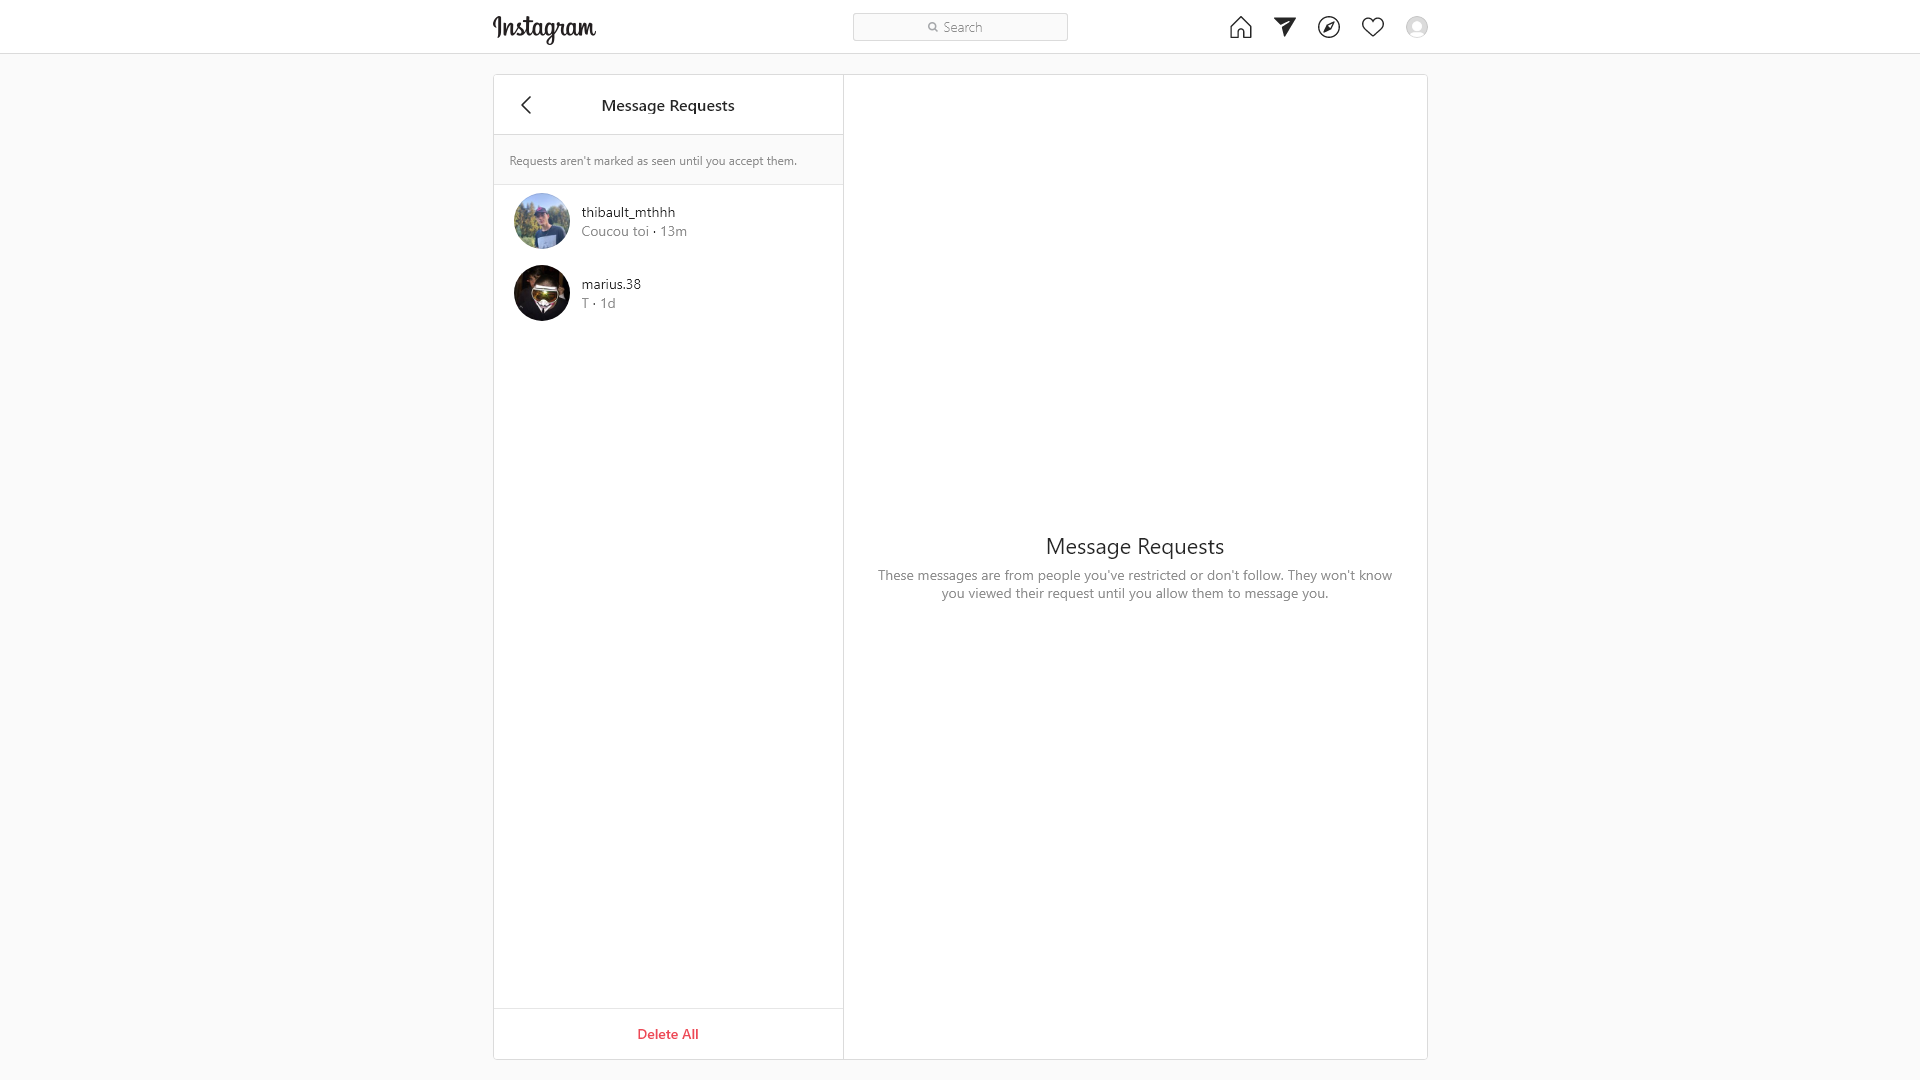 Instagram
Search
Message Requests
Requests aren't marked as seen until you accept them.
thibault_mthhh
Coucou toi · 13m
marius.38
T · 1d
Message Requests
These messages are from people you've restricted or don't follow. They won't know
you viewed their request until you allow them to message you.
Delete All